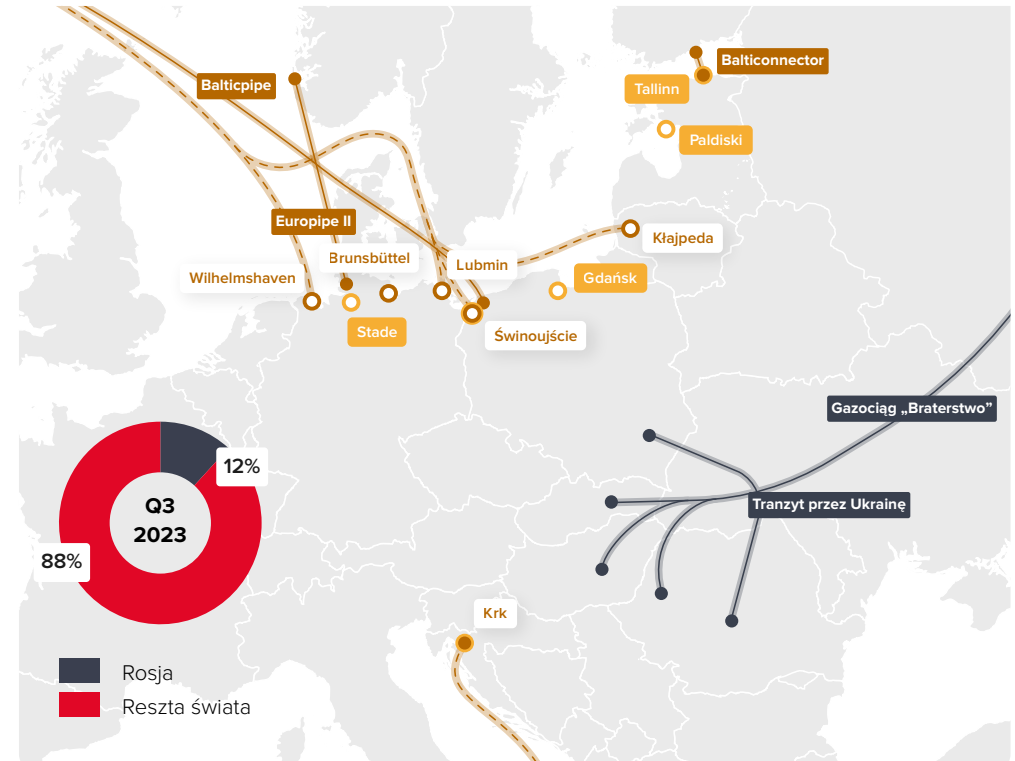 Balticpipe
Balticonnector
Tallinn
Paldiski
Europipe II
Kłajpeda
Brunsbüttel
Lubmin
Wilhelmshaven
Gdańsk
Stade
Świnoujście
Gazociąg „Braterstwo”
12%
Q3
2023
Tranzyt przez Ukrainę
88%
Krk
Rosja
Reszta świata